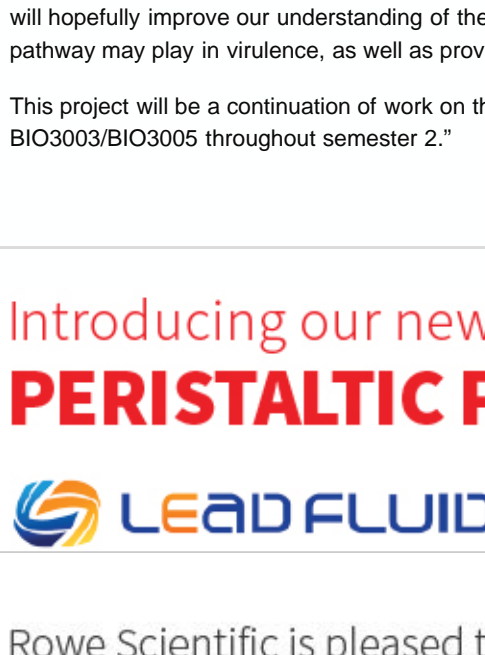 will hopefully improve our understanding of the
pathway may play in virulence, as well as prov
This project will be a continuation of work on th
BIO3003/BIO3005 throughout semester 2.”
Introducing our new
PERISTALTIC P
LEAD FLUID
Rowe Scientific is pleased t